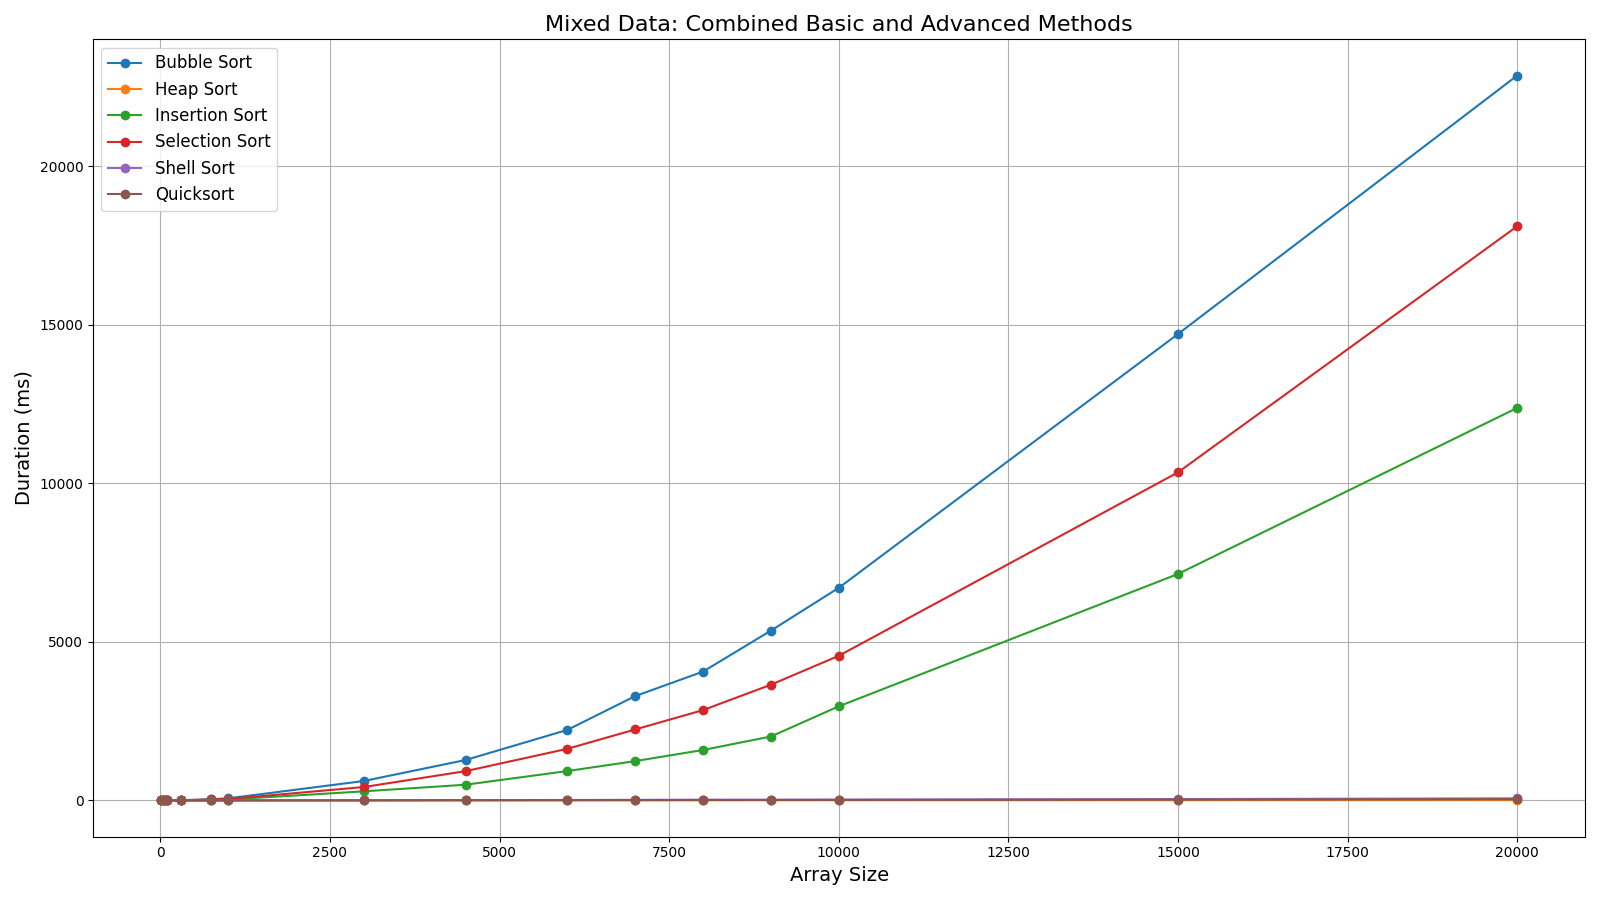 Mixed Data: Combined Basic and Advanced Methods
Bubble Sort
Heap Sort
Insertion Sort
Selection Sort
Shell Sort
Quicksort
Duration (ms)
20000
15000
10000
5000
0
0 2500 5000 7500 10000 12500 15000 17500 20000
Array Size